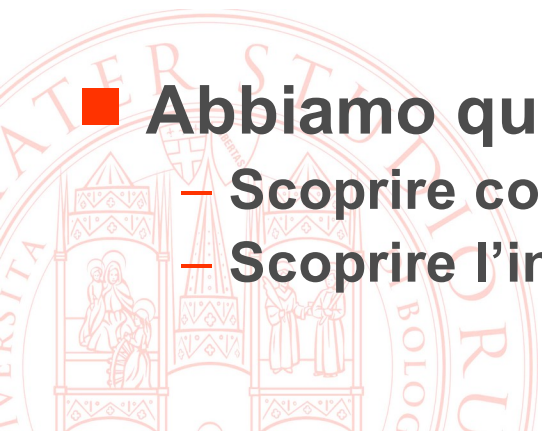 Abbiamo qu
– Scoprire co
– Scoprire l’in